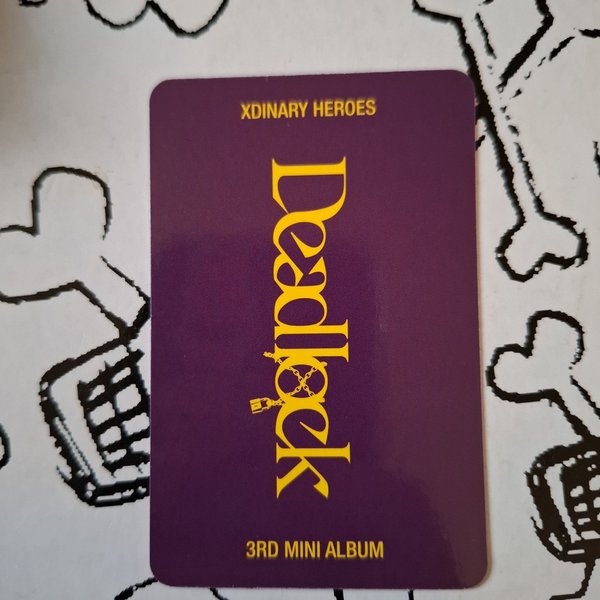 XDINARY HEROES
Deadlock
3RD MINI ALBUM